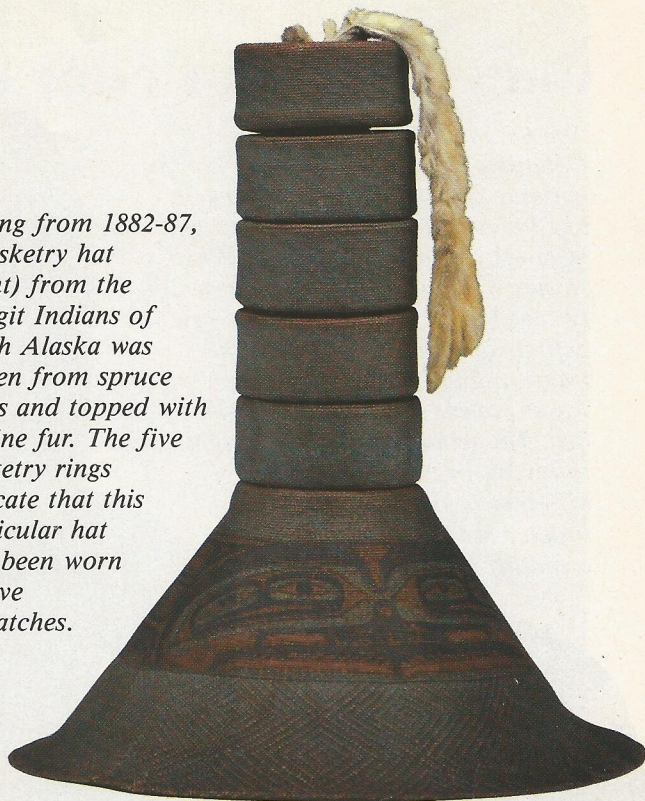 ng from 1882-87,
sketry hat
t) from the
git Indians of
h Alaska was
en from spruce
s and topped with
ine fur. The five
etry rings
cate that this
icular hat
been worn
ve
atches.